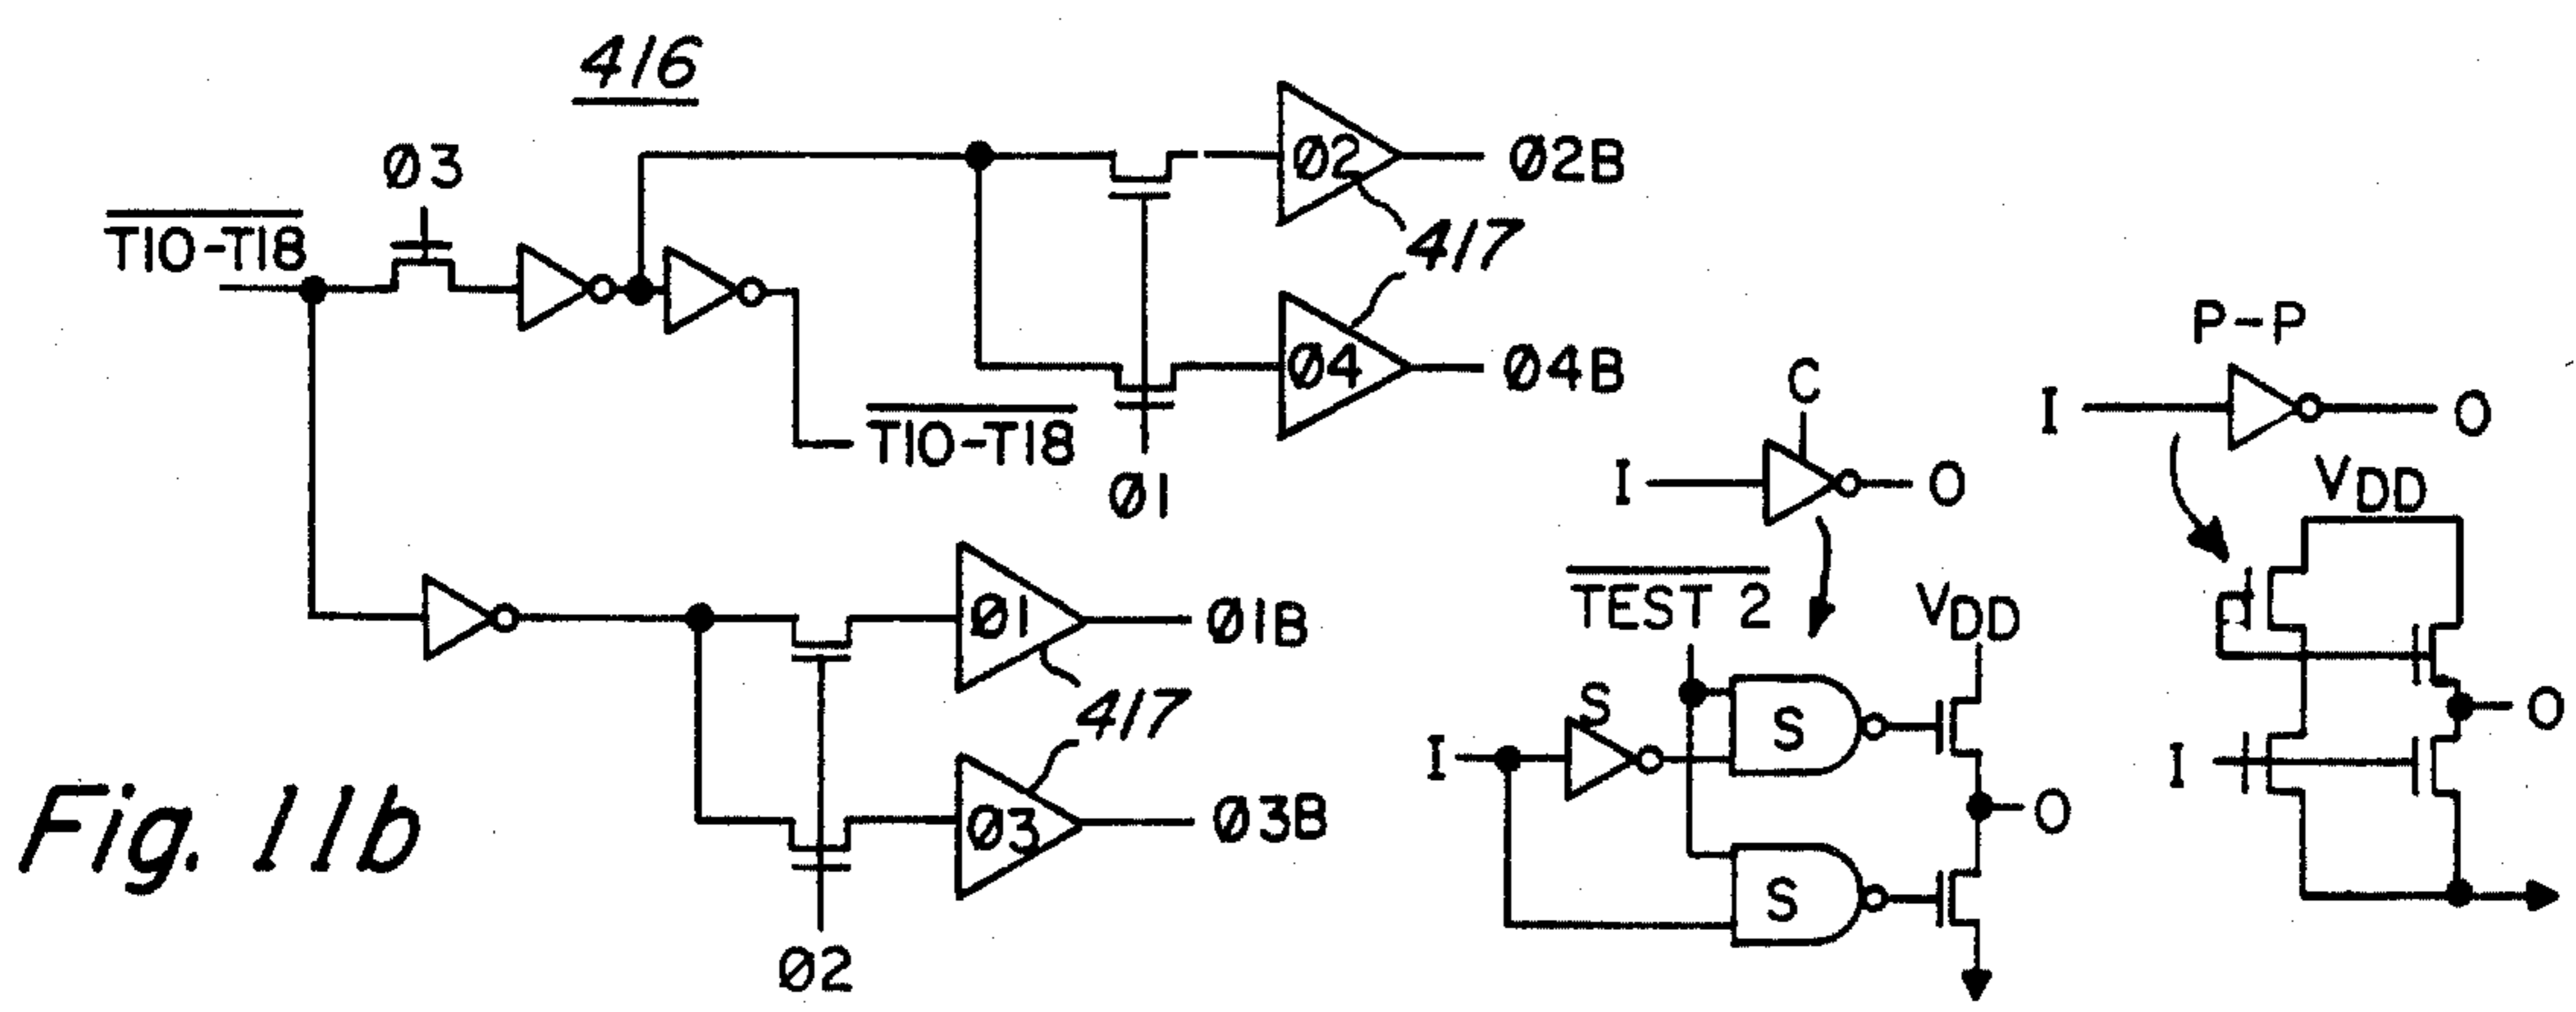 416
Ø3
T10-T18
Ø2
Ø2B
417
Ø4
Ø4B
T10-T18
Ø1
Ø1
Ø1B
417
Ø3
Ø3B
Ø2
Fig. 11b
C
I
O
TEST 2
VDD
S
S
I
O
S
P-P
I
O
VDD
O
I